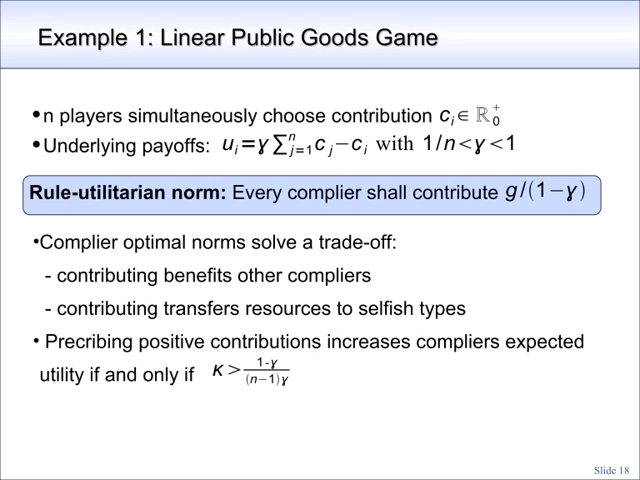 Example 1: Linear Public Goods Game
•n players simultaneously choose contribution c_i ∈ ℝ_0^+
•Underlying payoffs: u_i = γ ∑_{j=1}^n c_j − c_i with 1/n < γ < 1
Rule-utilitarian norm: Every complier shall contribute g/(1−γ)
•Complier optimal norms solve a trade-off:
- contributing benefits other compliers
- contributing transfers resources to selfish types
• Precribing positive contributions increases compliers expected
utility if and only if κ > (1-γ)/((n−1)γ)
Slide 18